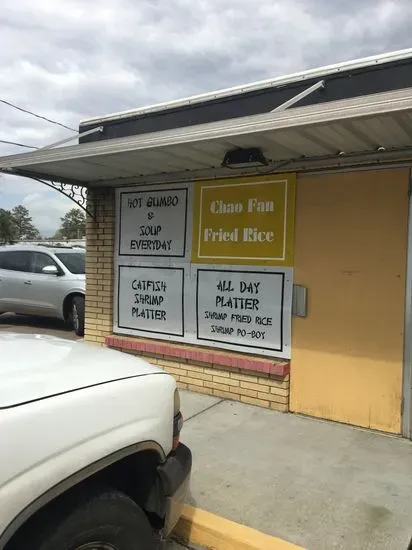 HOT GUMBO
&
SOUP
EVERYDAY
Chao Fan
Fried Rice
CATFISH
SHRIMP
PLATTER
ALL DAY
PLATTER
SHRIMP FRIED RICE
SHRIMP PO-BOY